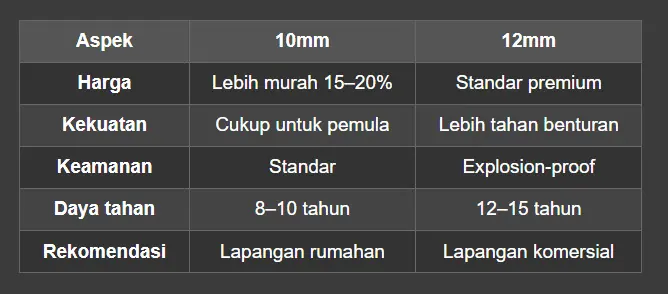 Aspek 10mm 12mm
Harga Lebih murah 15–20% Standar premium
Kekuatan Cukup untuk pemula Lebih tahan benturan
Keamanan Standar Explosion-proof
Daya tahan 8–10 tahun 12–15 tahun
Rekomendasi Lapangan rumahan Lapangan komersial